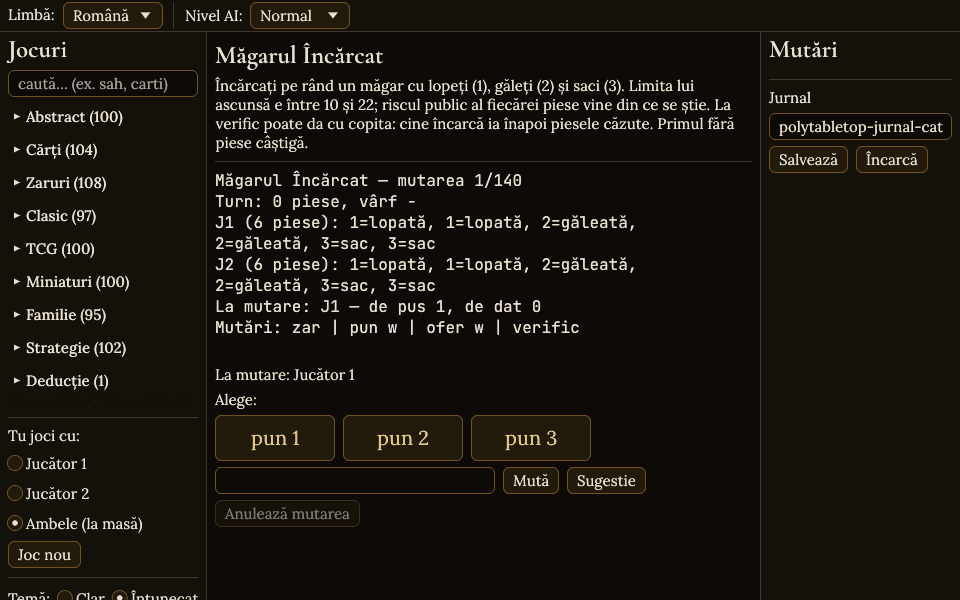 Limbă: Română ▼ Nivel AI: Normal ▼
Jocuri
caută... (ex. sah, carti)
▸ Abstract (100)
▸ Cărți (104)
▸ Zaruri (108)
▸ Clasic (97)
▸ TCG (100)
▸ Miniaturi (100)
▸ Familie (95)
▸ Strategie (102)
▸ Deducție (1)
Tu joci cu:
Jucător 1
Jucător 2
Ambele (la masă)
Joc nou
Temă: Clar Întunecat
Măgarul Încărcat
Încărcați pe rând un măgar cu lopeți (1), găleți (2) și saci (3). Limita lui
ascunsă e între 10 și 22; riscul public al fiecărei piese vine din ce se știe. La
verific poate da cu copita: cine încarcă ia înapoi piesele căzute. Primul fără
piese câștigă.
Măgarul Încărcat — mutarea 1/140
Turn: 0 piese, vârf -
J1 (6 piese): 1=lopată, 1=lopată, 2=găleată,
2=găleată, 3=sac, 3=sac
J2 (6 piese): 1=lopată, 1=lopată, 2=găleată,
2=găleată, 3=sac, 3=sac
La mutare: J1 — de pus 1, de dat 0
Mutări: zar | pun w | ofer w | verific
La mutare: Jucător 1
Alege:
pun 1 pun 2 pun 3
Mută Sugestie
Anulează mutarea
Mutări
Jurnal
polytabletop-jurnal-cat
Salvează Încarcă